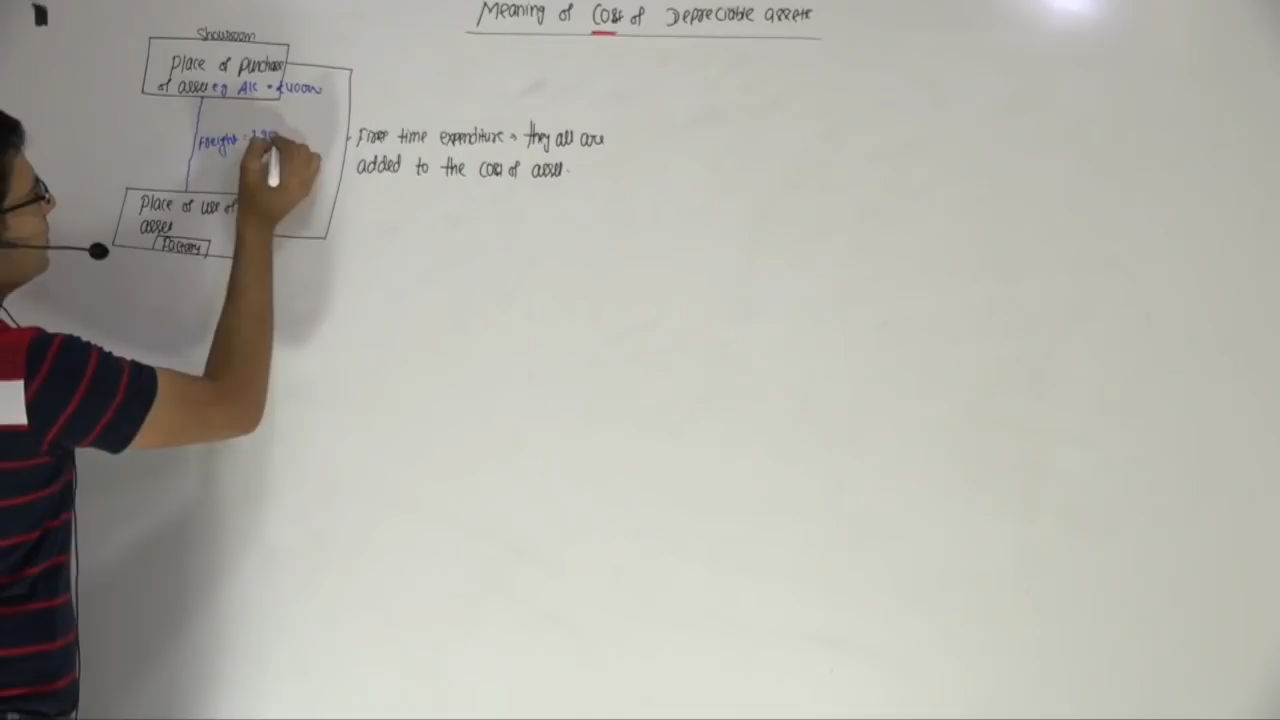 Meaning of Cost of Depreciable assets
Showroom
Place of purchase
of asset eg A/c = ₹40000
Freight :
First time expenditure → they all are
added to the cost of asset.
Place of use of
asset
Factory